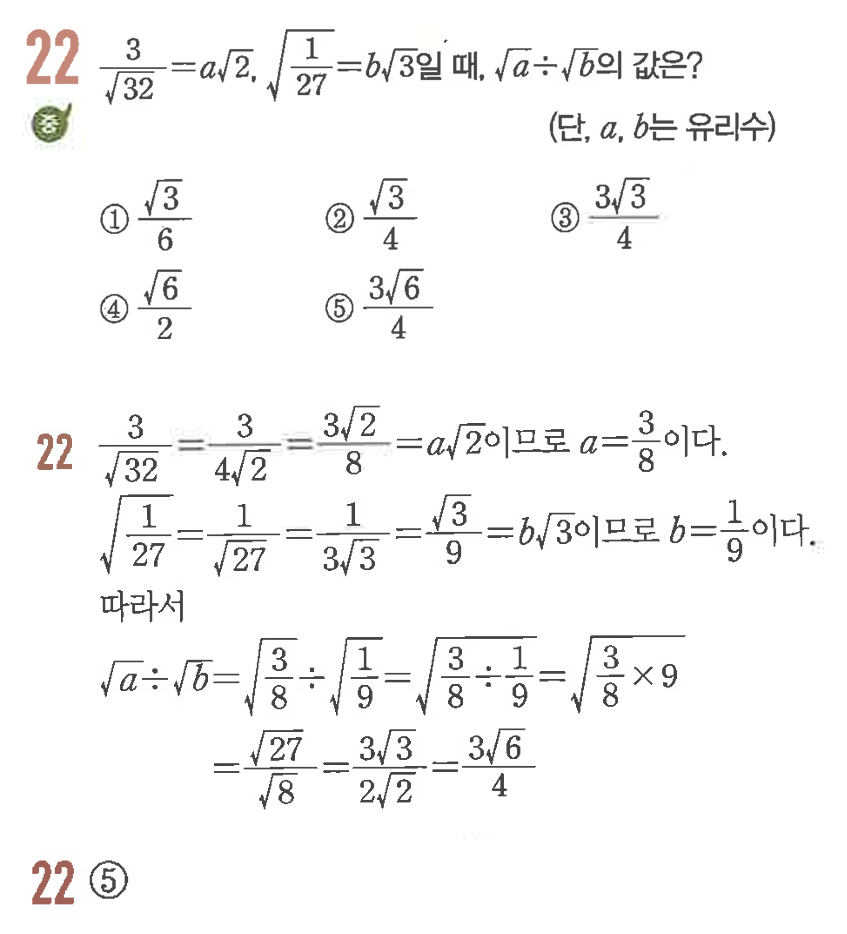 22 3/√32=a√2, √(1/27)=b√3일 때, √a÷√b의 값은?
중
(단, a, b는 유리수)
① √3/6 ② √3/4 ③ 3√3/4
④ √6/2 ⑤ 3√6/4
22 3/√32=3/(4√2)=3√2/8=a√2이므로 a=3/8이다.
√(1/27)=1/√27=1/(3√3)=√3/9=b√3이므로 b=1/9이다.
따라서
√a÷√b=√(3/8)÷√(1/9)=√(3/8÷1/9)=√(3/8×9)
=√27/√8=3√3/(2√2)=3√6/4
22 ⑤